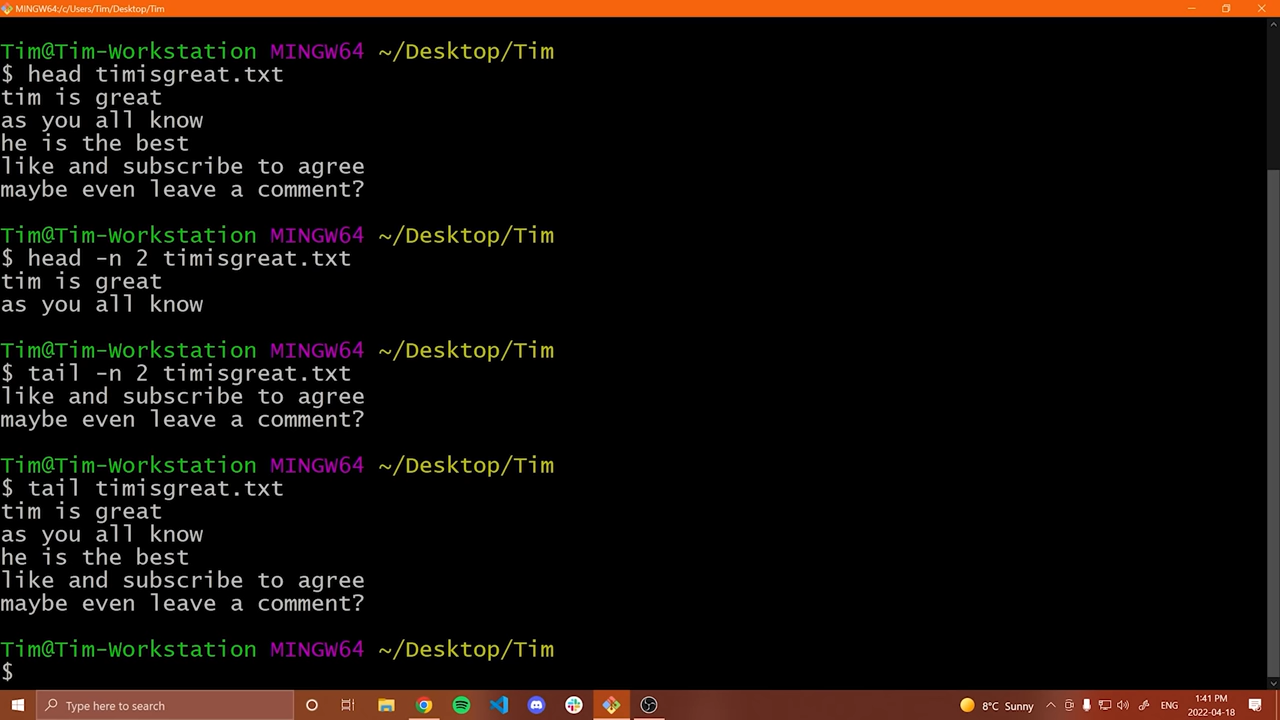 MINGW64:/c/Users/Tim/Desktop/Tim
Tim@Tim-Workstation MINGW64 ~/Desktop/Tim
$ head timisgreat.txt
tim is great
as you all know
he is the best
like and subscribe to agree
maybe even leave a comment?
Tim@Tim-Workstation MINGW64 ~/Desktop/Tim
$ head -n 2 timisgreat.txt
tim is great
as you all know
Tim@Tim-Workstation MINGW64 ~/Desktop/Tim
$ tail -n 2 timisgreat.txt
like and subscribe to agree
maybe even leave a comment?
Tim@Tim-Workstation MINGW64 ~/Desktop/Tim
$ tail timisgreat.txt
tim is great
as you all know
he is the best
like and subscribe to agree
maybe even leave a comment?
Tim@Tim-Workstation MINGW64 ~/Desktop/Tim
$
Type here to search
8°C Sunny
ENG
1:41 PM
2022-04-18